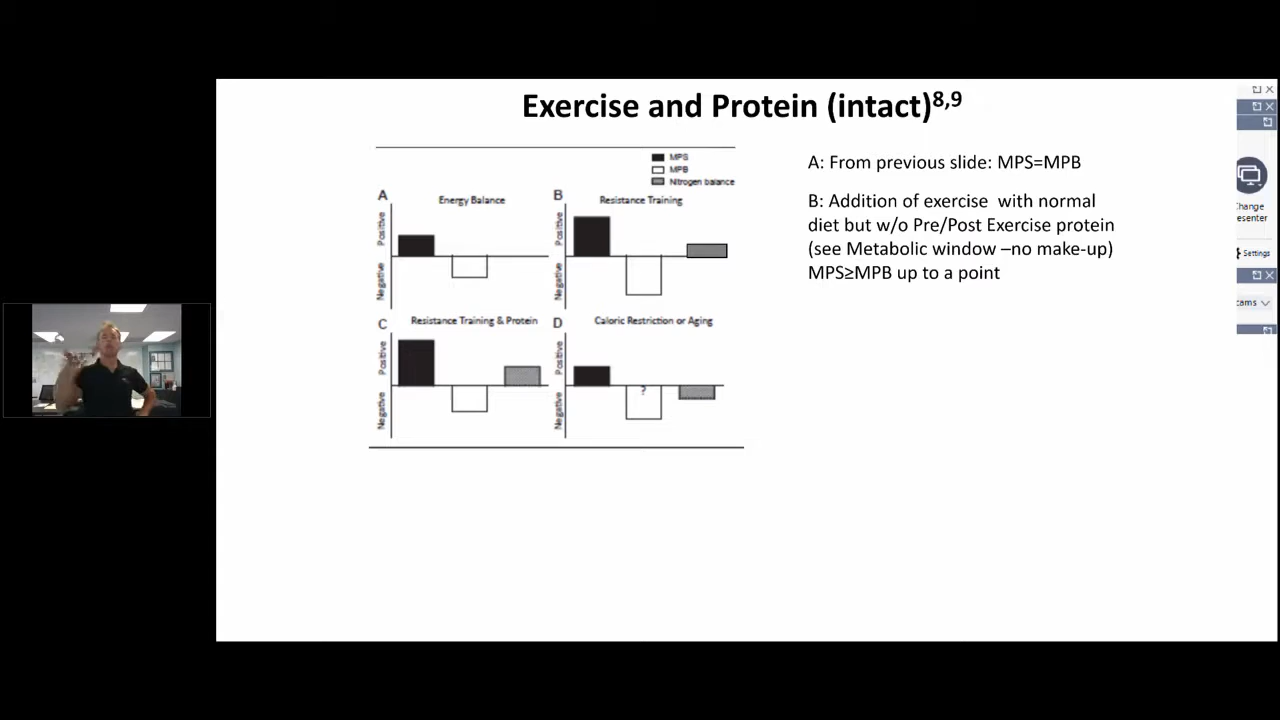 Exercise and Protein (intact)8,9
MPS
MPB
Nitrogen balance
A
Energy Balance
Positive
Negative
B
Resistance Training
Positive
Negative
C
Resistance Training & Protein
Positive
Negative
D
Caloric Restriction or Aging
Positive
Negative
?
A: From previous slide: MPS=MPB
B: Addition of exercise with normal
diet but w/o Pre/Post Exercise protein
(see Metabolic window –no make-up)
MPS≥MPB up to a point
Change
esenter
Settings
cams